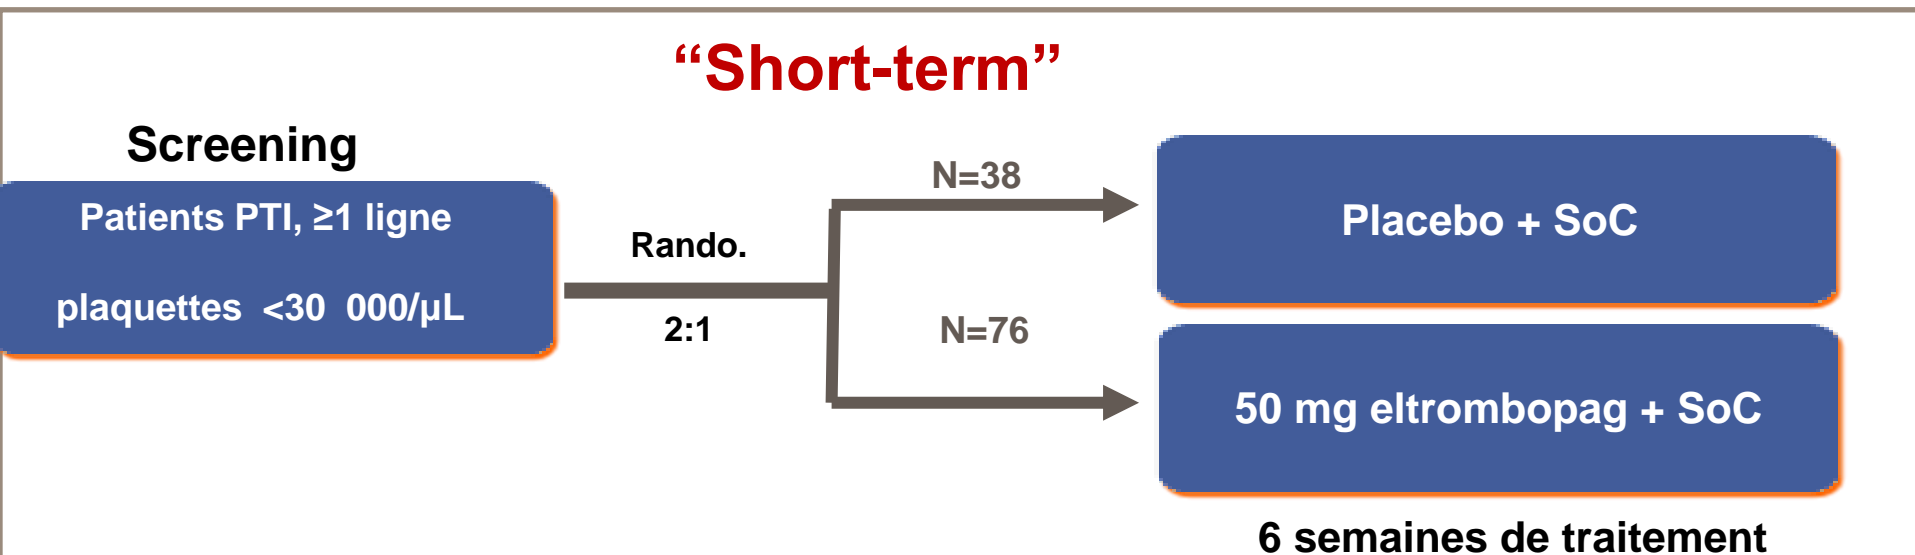 “Short-term”
Screening
Patients PTI, ≥1 ligne
plaquettes <30 000/µL
Rando.
2:1
N=38
N=76
Placebo + SoC
50 mg eltrombopag + SoC
6 semaines de traitement